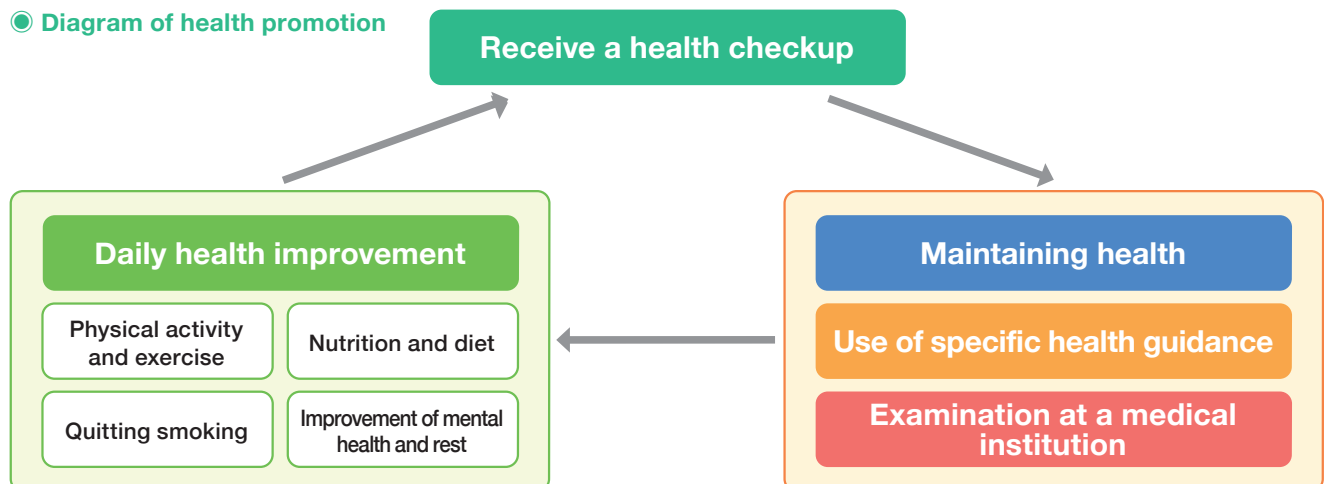 ◉ Diagram of health promotion
Receive a health checkup
Daily health improvement
Physical activity
and exercise
Nutrition and diet
Quitting smoking
Improvement of mental
health and rest
Maintaining health
Use of specific health guidance
Examination at a medical
institution